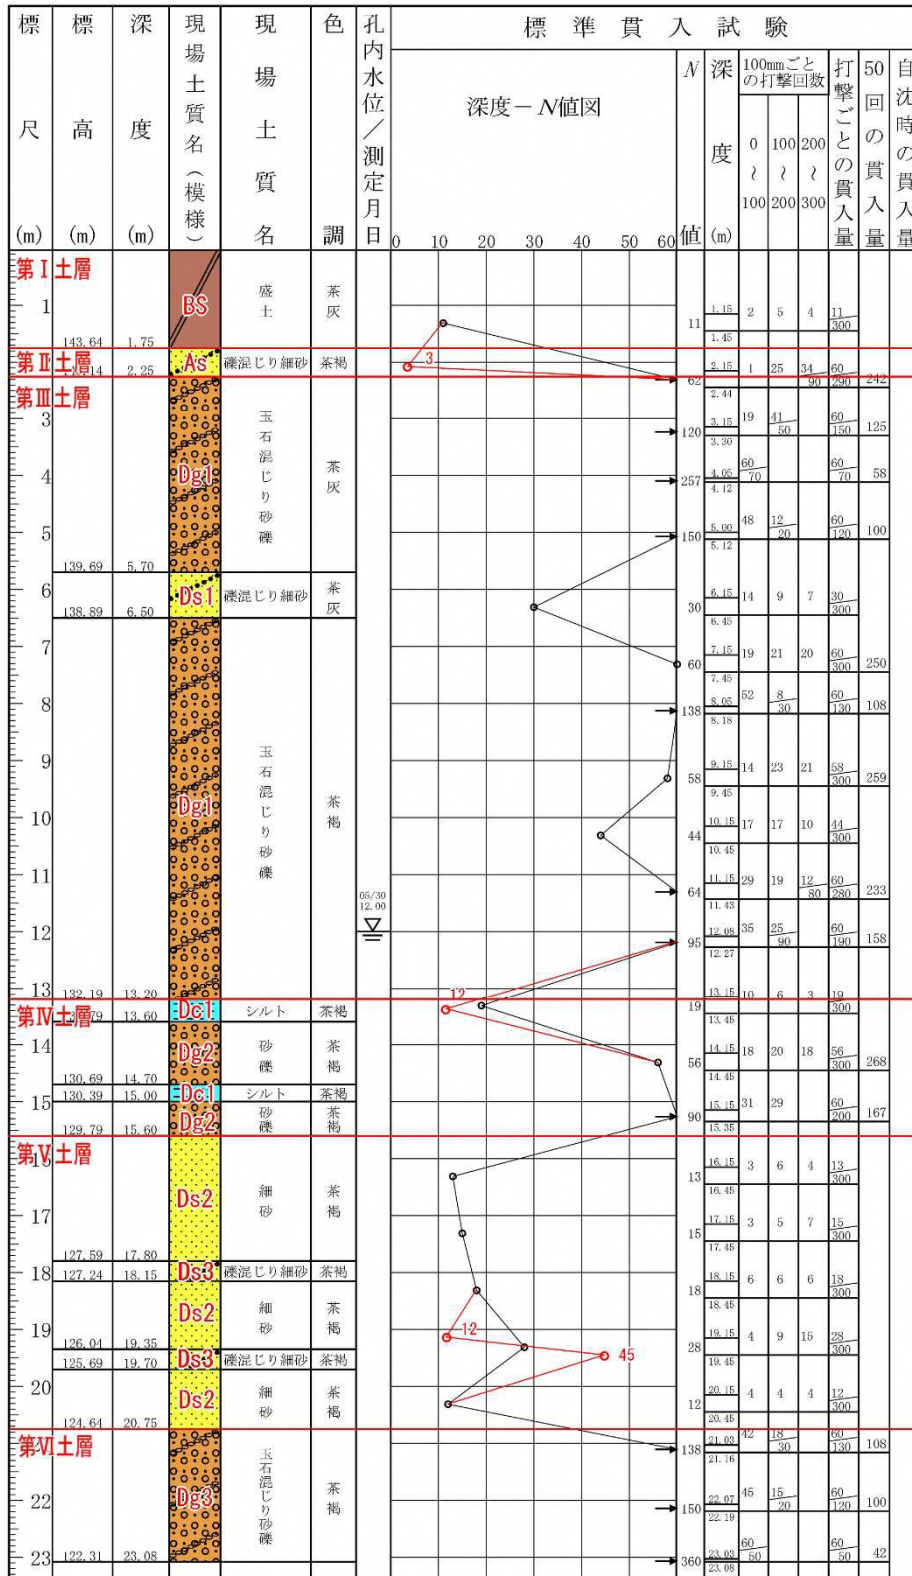 標尺(m) 標高(m) 深度(m) 現場土質名(模様) 現場土質名 色調 孔内水位/測定月日 標準貫入試験
深度－N値図 N値 深度(m) 100mmごとの打撃回数 打撃ごとの貫入量 50回の貫入量 自沈時の貫入量
0〜100 100〜200 200〜300
0 10 20 30 40 50 60
第Ⅰ土層
BS 盛土 茶灰
1 11 1.15 2 5 4 11/300
1.45
143.64 1.75
第Ⅱ土層
As 礫混じり細砂 茶褐 3
2.25
62 2.15 1 25 34/90 60/290 242
2.44
第Ⅲ土層
3 120 3.15 19 41/50 60/150 125
3.30
Dg1 玉石混じり砂礫 茶灰
4 257 4.05 60/70 60/70 58
4.12
5 150 5.00 48 12/20 60/120 100
5.12
139.69 5.70
6 Ds1 礫混じり細砂 茶灰 30 6.15 14 9 7 30/300
138.89 6.50 6.45
7 60 7.15 19 21 20 60/300 250
7.45
8 138 8.05 52 8/30 60/130 108
8.18
9 58 9.15 14 23 21 58/300 259
9.45
Dg1 玉石混じり砂礫 茶褐
10 44 10.15 17 17 10 44/300
10.45
11 64 11.15 29 19 12/80 60/280 233
11.43
05/30
12.00
12 95 12.08 35 25/90 60/190 158
12.27
13 132.19 13.20 12 19 13.15 10 6 3 19/300
第Ⅳ土層
Dc1 シルト 茶褐
13.60 13.45
14 Dg2 砂礫 茶褐 56 14.15 18 20 18 56/300 268
130.69 14.70 14.45
130.39 15.00 Dc1 シルト 茶褐
15 Dg2 砂礫 茶褐 90 15.15 31 29 60/200 167
129.79 15.60 15.35
第Ⅴ土層
13 16.15 3 6 4 13/300
16.45
Ds2 細砂 茶褐
17 15 17.15 3 5 7 15/300
17.45
127.59 17.80
18 127.24 18.15 Ds3 礫混じり細砂 茶褐 18 18.15 6 6 6 18/300
18.45
Ds2 細砂 茶褐 12
19 28 19.15 4 9 15 28/300
126.04 19.35 45 19.45
125.69 19.70 Ds3 礫混じり細砂 茶褐
20 Ds2 細砂 茶褐 12 20.15 4 4 4 12/300
20.45
124.64 20.75
第Ⅵ土層
138 21.03 42 18/30 60/130 108
21.16
Dg3 玉石混じり砂礫 茶褐
22 150 22.07 45 15/20 60/120 100
22.19
23 122.31 23.08 360 23.03 60/50 60/50 42
23.08